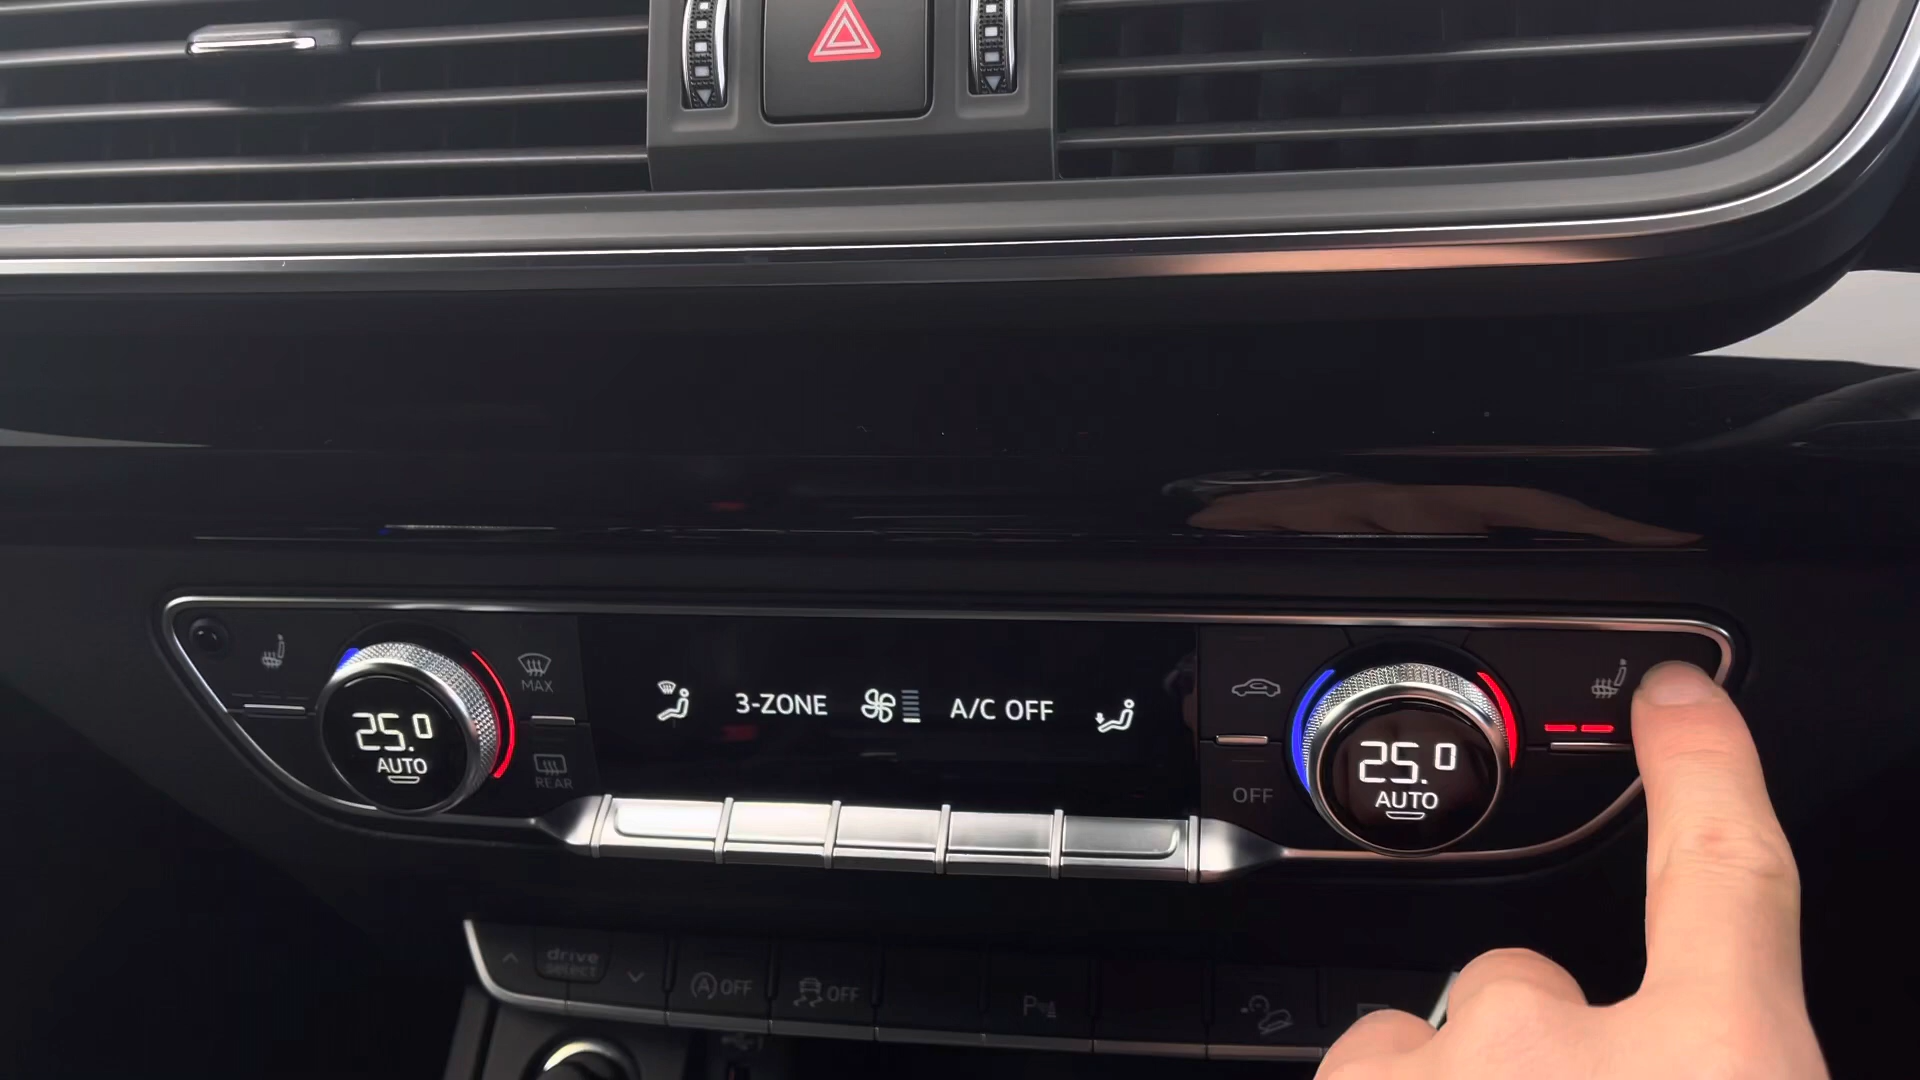 MAX
REAR
25.0
AUTO
3-ZONE
A/C OFF
OFF
25.0
AUTO
drive
select
A OFF
OFF
P